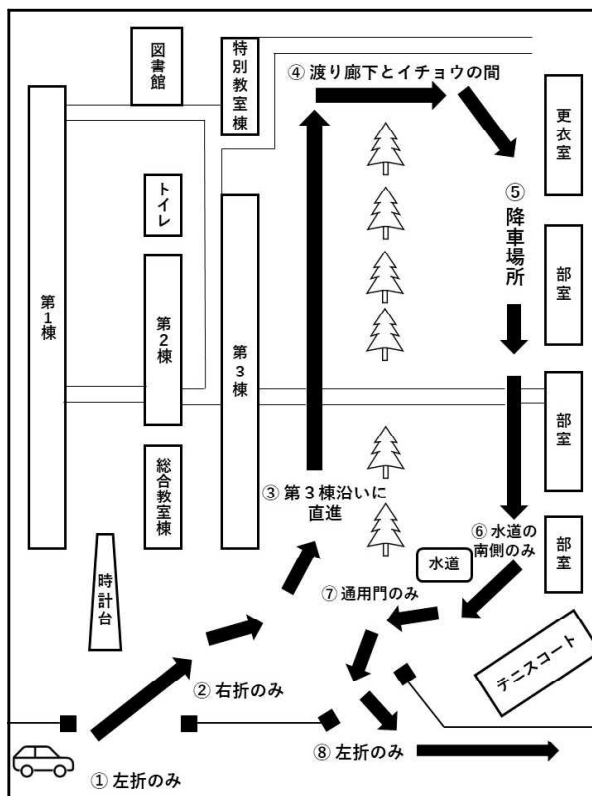 図書館
特別教室棟
④ 渡り廊下とイチョウの間
更衣室
トイレ
⑤ 降車場所
第1棟
第2棟
第3棟
部室
部室
総合教室棟
③ 第3棟沿いに
直進
⑥ 水道の
南側のみ
部室
水道
時計台
⑦ 通用門のみ
テニスコート
② 右折のみ
① 左折のみ
⑧ 左折のみ